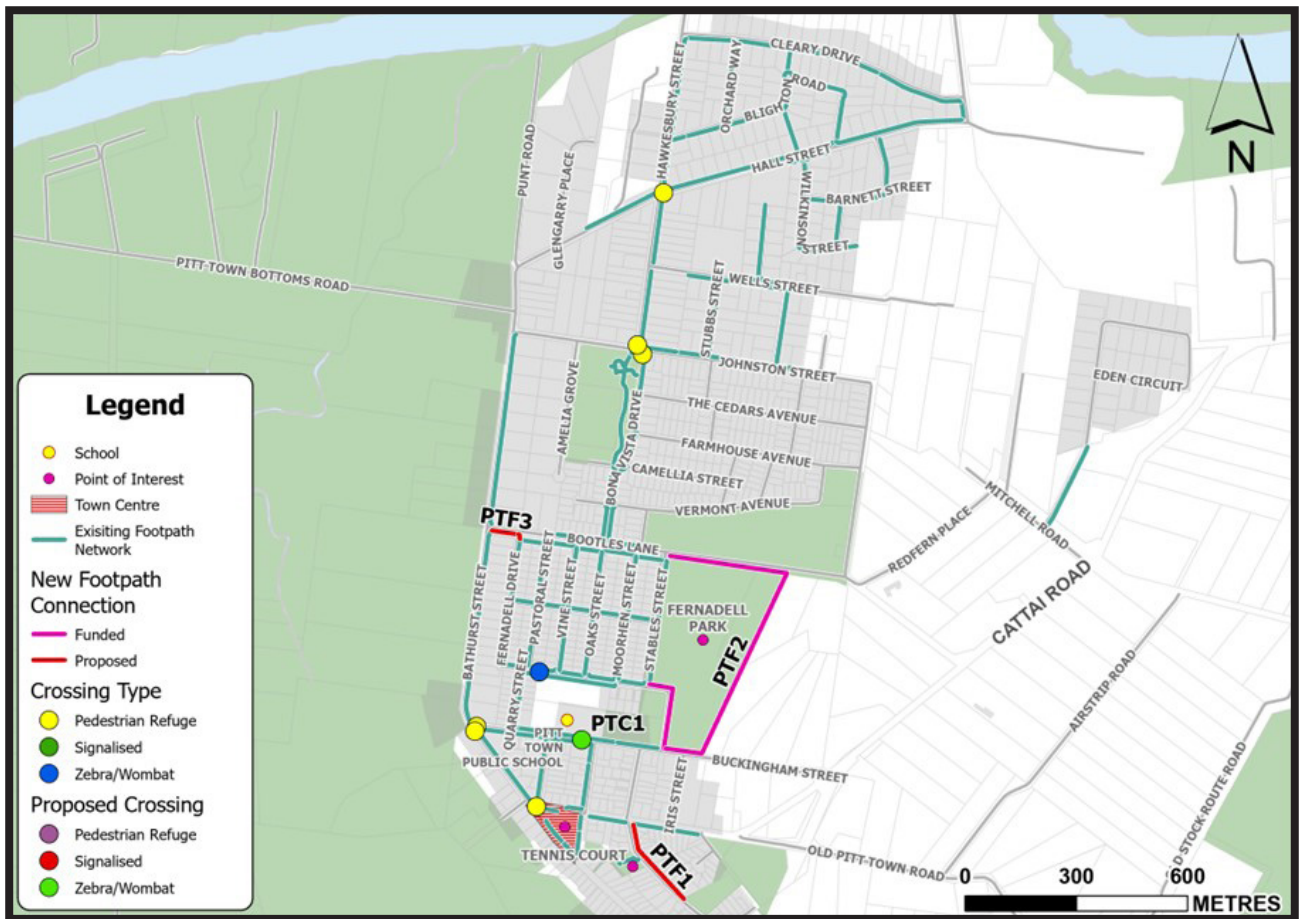 CLEARY DRIVE
HAWKESBURY STREET
ORCHARD WAY
BLIGH
TON
ROAD
HALL STREET
N
PUNT ROAD
GLENGARRY PLACE
WILKINSON
BARNETT STREET
STREET
PITT TOWN BOTTOMS ROAD
WELLS STREET
STUBBS STREET
JOHNSTON STREET
EDEN CIRCUIT
AMELIA GROVE
BONA VISTA DRIVE
THE CEDARS AVENUE
FARMHOUSE AVENUE
CAMELLIA STREET
VERMONT AVENUE
MITCHELL ROAD
REDFERN PLACE
CATTAI ROAD
PTF3
BOOTLES LANE
BATHURST STREET
FERNADELL DRIVE
PASTORAL STREET
VINE STREET
OAKS STREET
MOORHEN STREET
STABLES STREET
FERNADELL
PARK
PTF2
AIRSTRIP ROAD
QUARRY STREET
PTC1
PITT
TOWN
PUBLIC SCHOOL
BUCKINGHAM STREET
IRIS STREET
TENNIS COURT
PTF1
OLD PITT TOWN ROAD
D STOCK ROUTE ROAD
0 300 600
METRES
Legend
School
Point of Interest
Town Centre
Exisiting Footpath
Network
New Footpath
Connection
Funded
Proposed
Crossing Type
Pedestrian Refuge
Signalised
Zebra/Wombat
Proposed Crossing
Pedestrian Refuge
Signalised
Zebra/Wombat